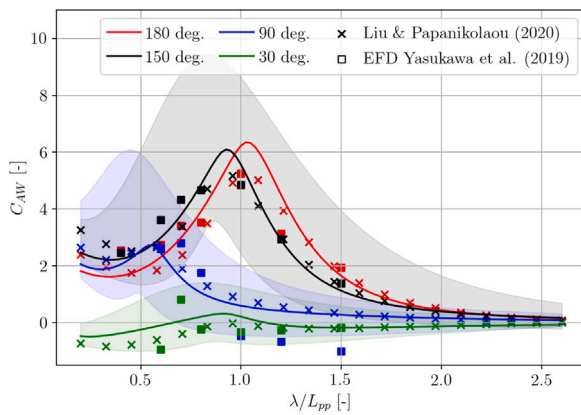 180 deg. 90 deg. × Liu & Papanikolaou (2020)
150 deg. 30 deg. EFD Yasukawa et al. (2019)
10
8
6
4
2
0
C_AW [-]
0.5 1.0 1.5 2.0 2.5
λ/L_pp [-]